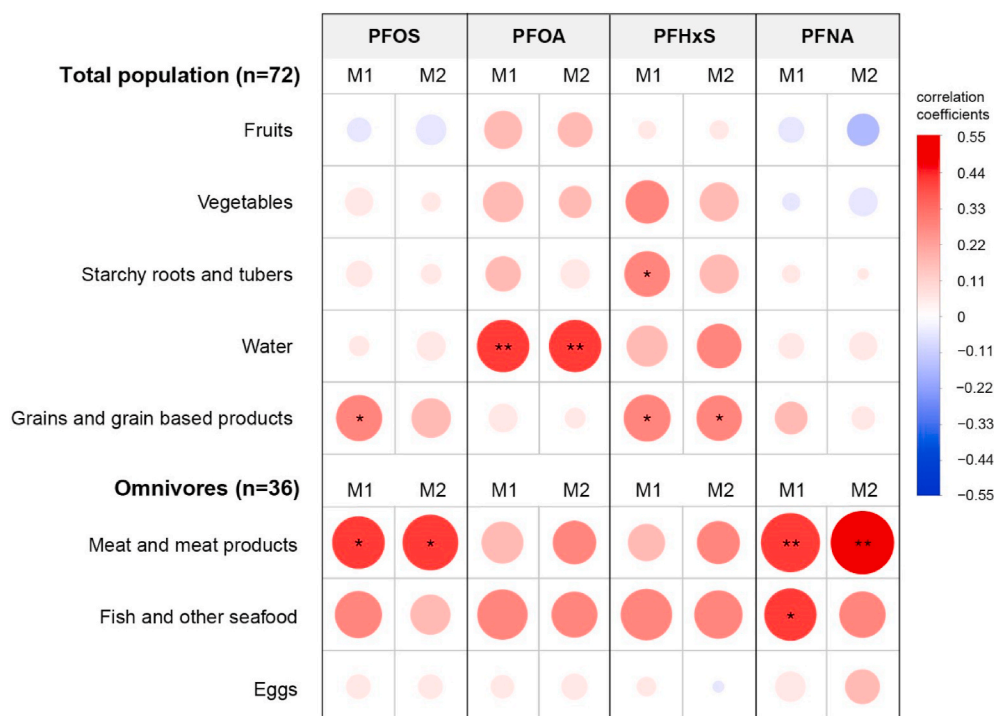 PFOS PFOA PFHxS PFNA
Total population (n=72) M1 M2 M1 M2 M1 M2 M1 M2
correlation
coefficients
Fruits
Vegetables
Starchy roots and tubers *
Water ** **
Grains and grain based products * * *
0.55
0.44
0.33
0.22
0.11
0
−0.11
−0.22
−0.33
−0.44
−0.55
Omnivores (n=36) M1 M2 M1 M2 M1 M2 M1 M2
Meat and meat products * * ** **
Fish and other seafood *
Eggs